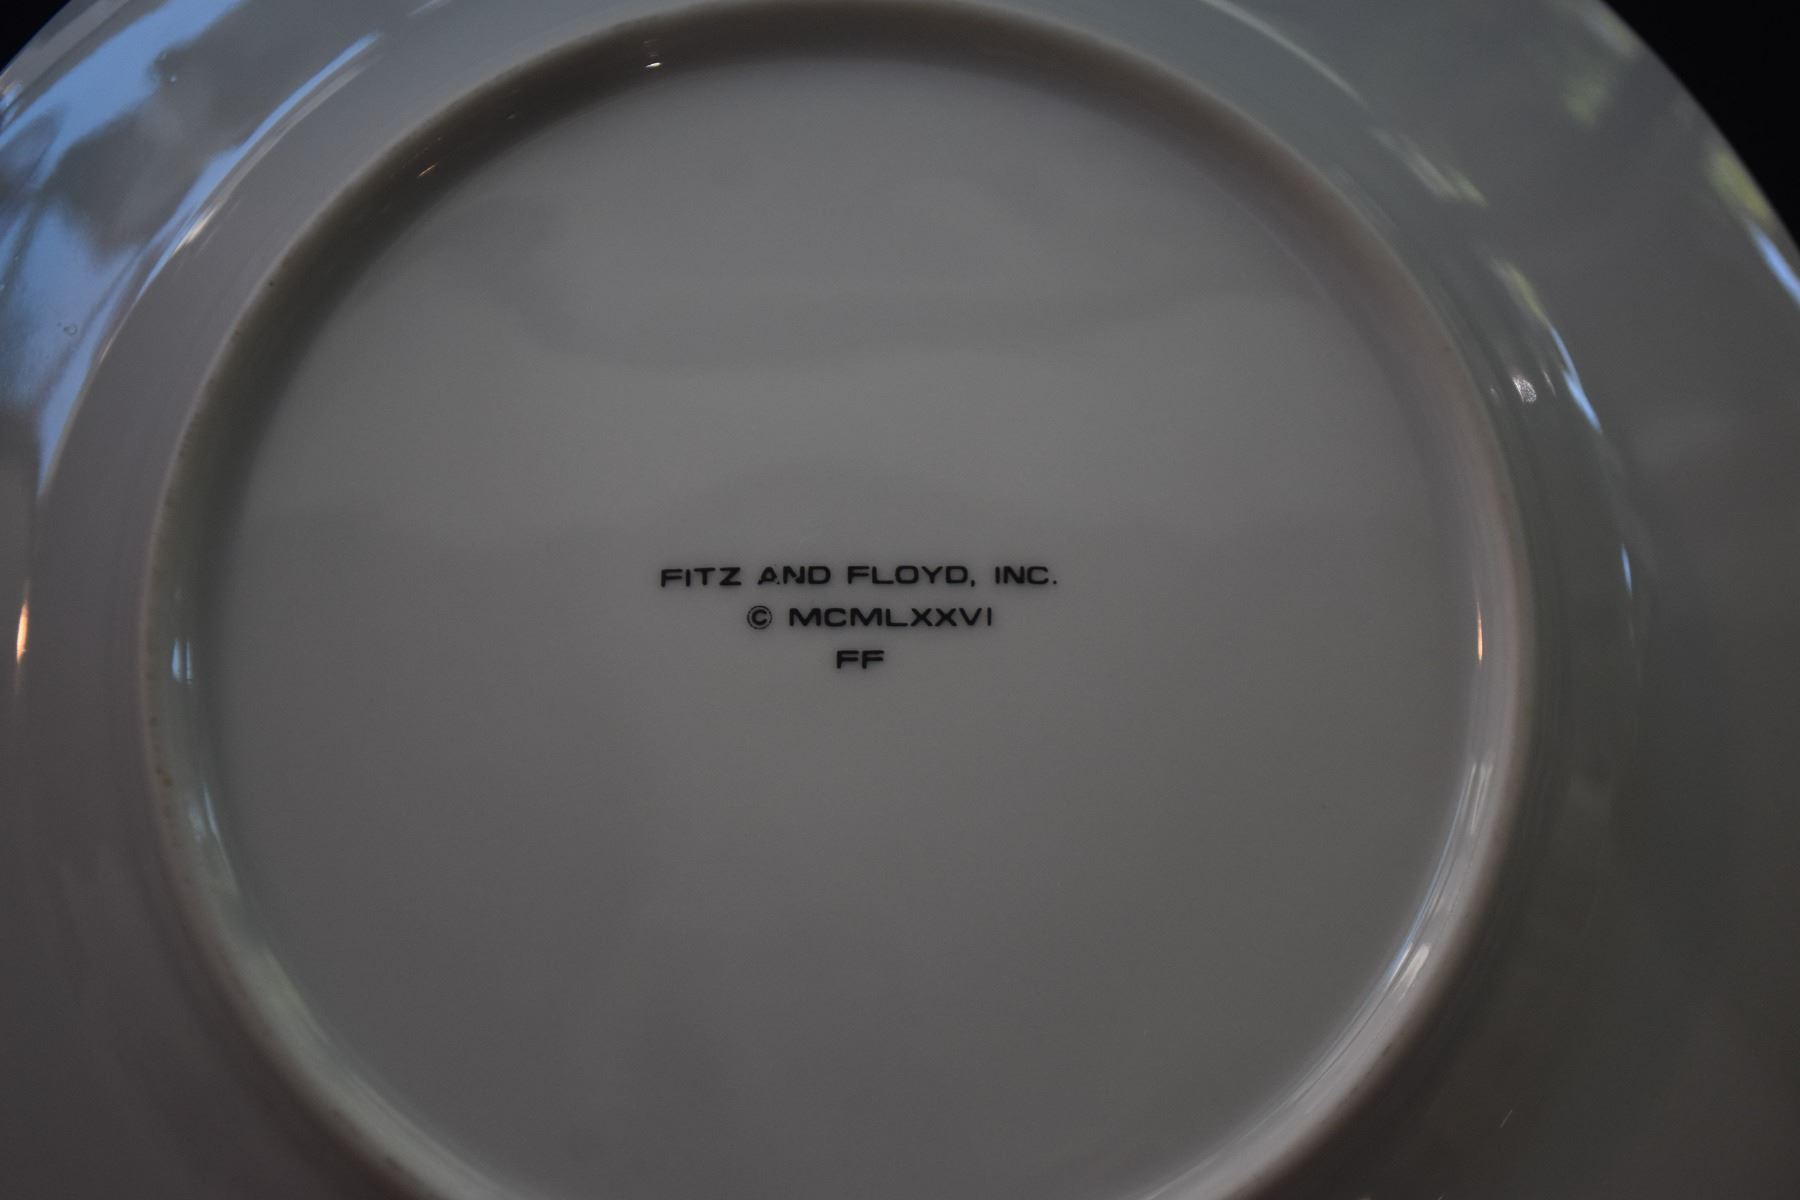 FITZ AND FLOYD, INC.
© MCMLXXVI
FF